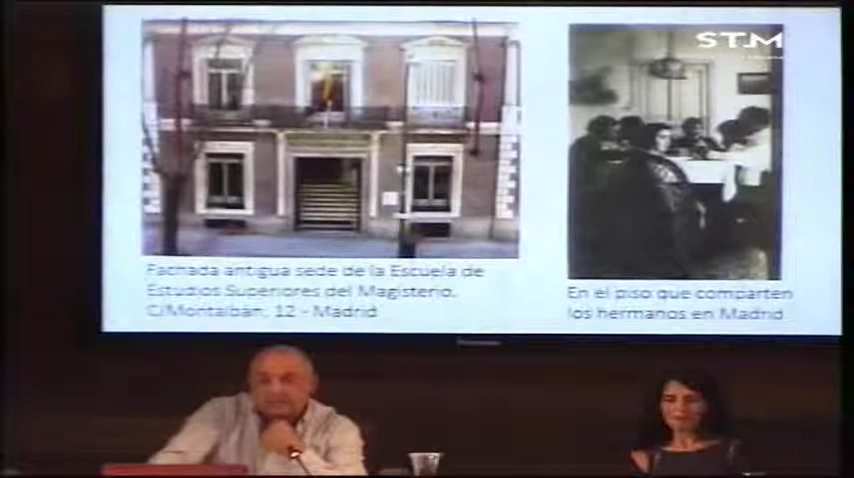 STM
Fachada antigua sede de la Escuela de
Estudios Superiores del Magisterio.
C/Montalbán, 12 - Madrid
En el piso que comparten
los hermanos en Madrid